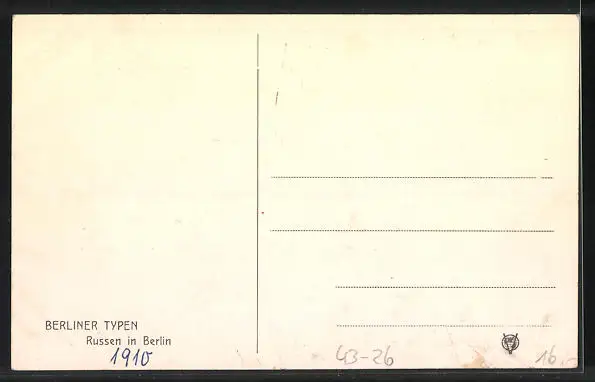 BERLINER TYPEN
Russen in Berlin
1910
43-26
16.-